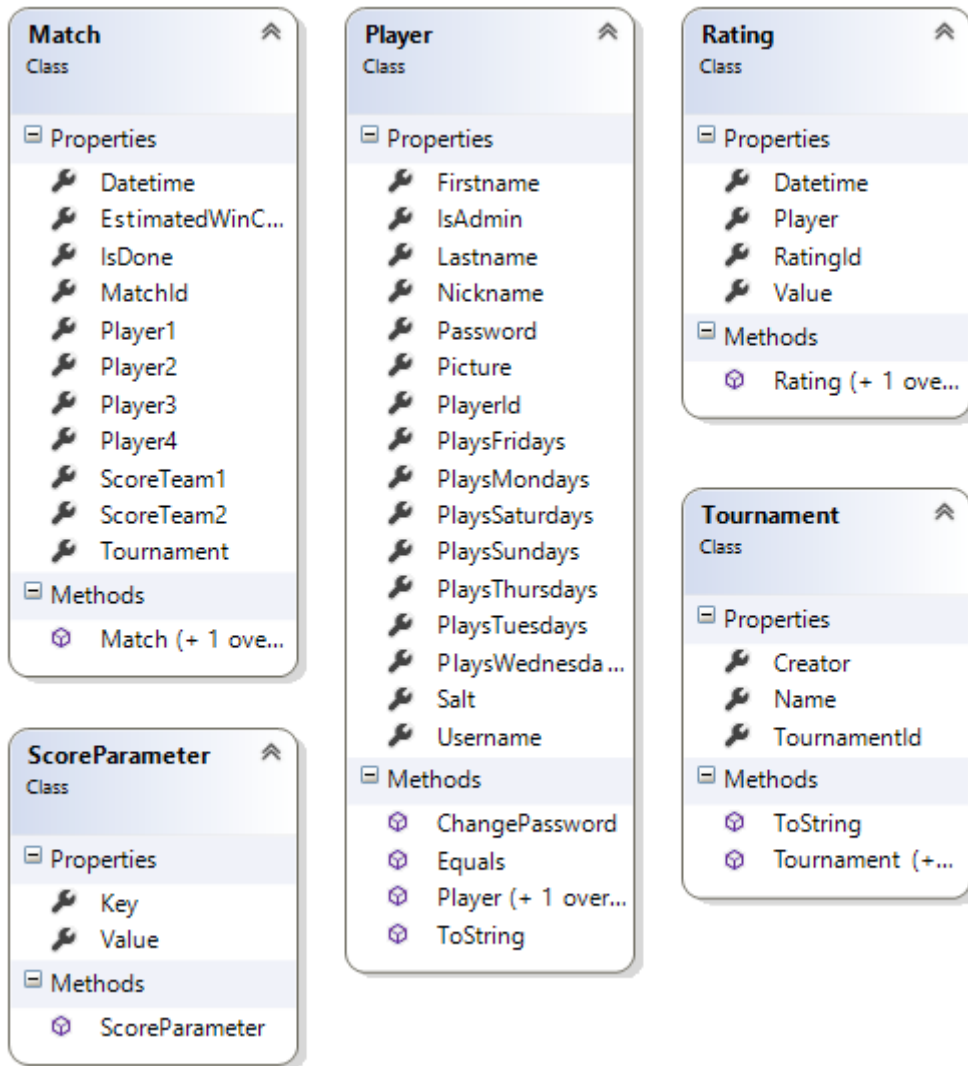 Match
Class
Properties
Datetime
EstimatedWinC...
IsDone
MatchId
Player1
Player2
Player3
Player4
ScoreTeam1
ScoreTeam2
Tournament
Methods
Match (+ 1 ove...
ScoreParameter
Class
Properties
Key
Value
Methods
ScoreParameter
Player
Class
Properties
Firstname
IsAdmin
Lastname
Nickname
Password
Picture
PlayerId
PlaysFridays
PlaysMondays
PlaysSaturdays
PlaysSundays
PlaysThursdays
PlaysTuesdays
PlaysWednesda...
Salt
Username
Methods
ChangePassword
Equals
Player (+ 1 over...
ToString
Rating
Class
Properties
Datetime
Player
RatingId
Value
Methods
Rating (+ 1 ove...
Tournament
Class
Properties
Creator
Name
TournamentId
Methods
ToString
Tournament (+...